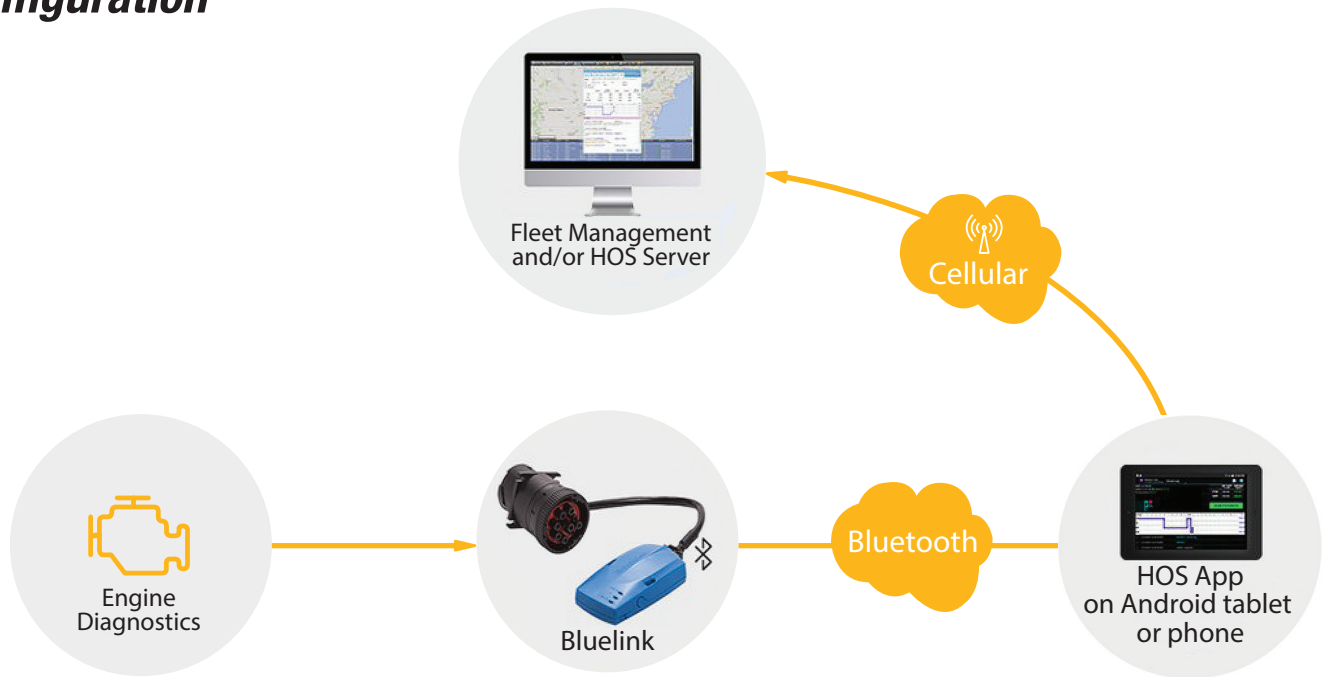 Fleet Management
and/or HOS Server
Cellular
Engine
Diagnostics
Bluelink
Bluetooth
HOS App
on Android tablet
or phone